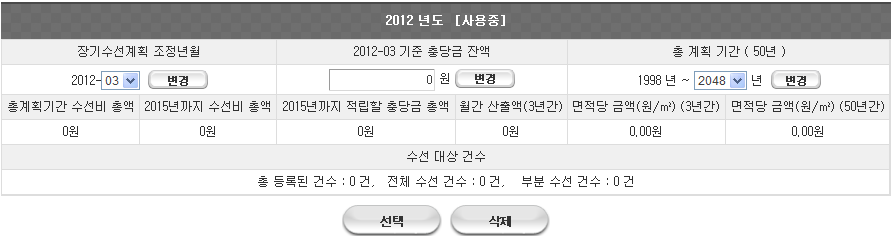 2012 년도 [사용중]
장기수선계획 조정년월 2012-03 기준 충당금 잔액 총 계획 기간 ( 50년 )
2012- 03 변경 0 원 변경 1998 년 ~ 2048 년 변경
총계획기간 수선비 총액 2015년까지 수선비 총액 2015년까지 적립할 충당금 총액 월간 산출액(3년간) 면적당 금액(원/㎡) (3년간) 면적당 금액(원/㎡) (50년간)
0원 0원 0원 0원 0.00원 0.00원
수선 대상 건수
총 등록된 건수 : 0 건, 전체 수선 건수 : 0 건, 부분 수선 건수 : 0 건
선택 삭제